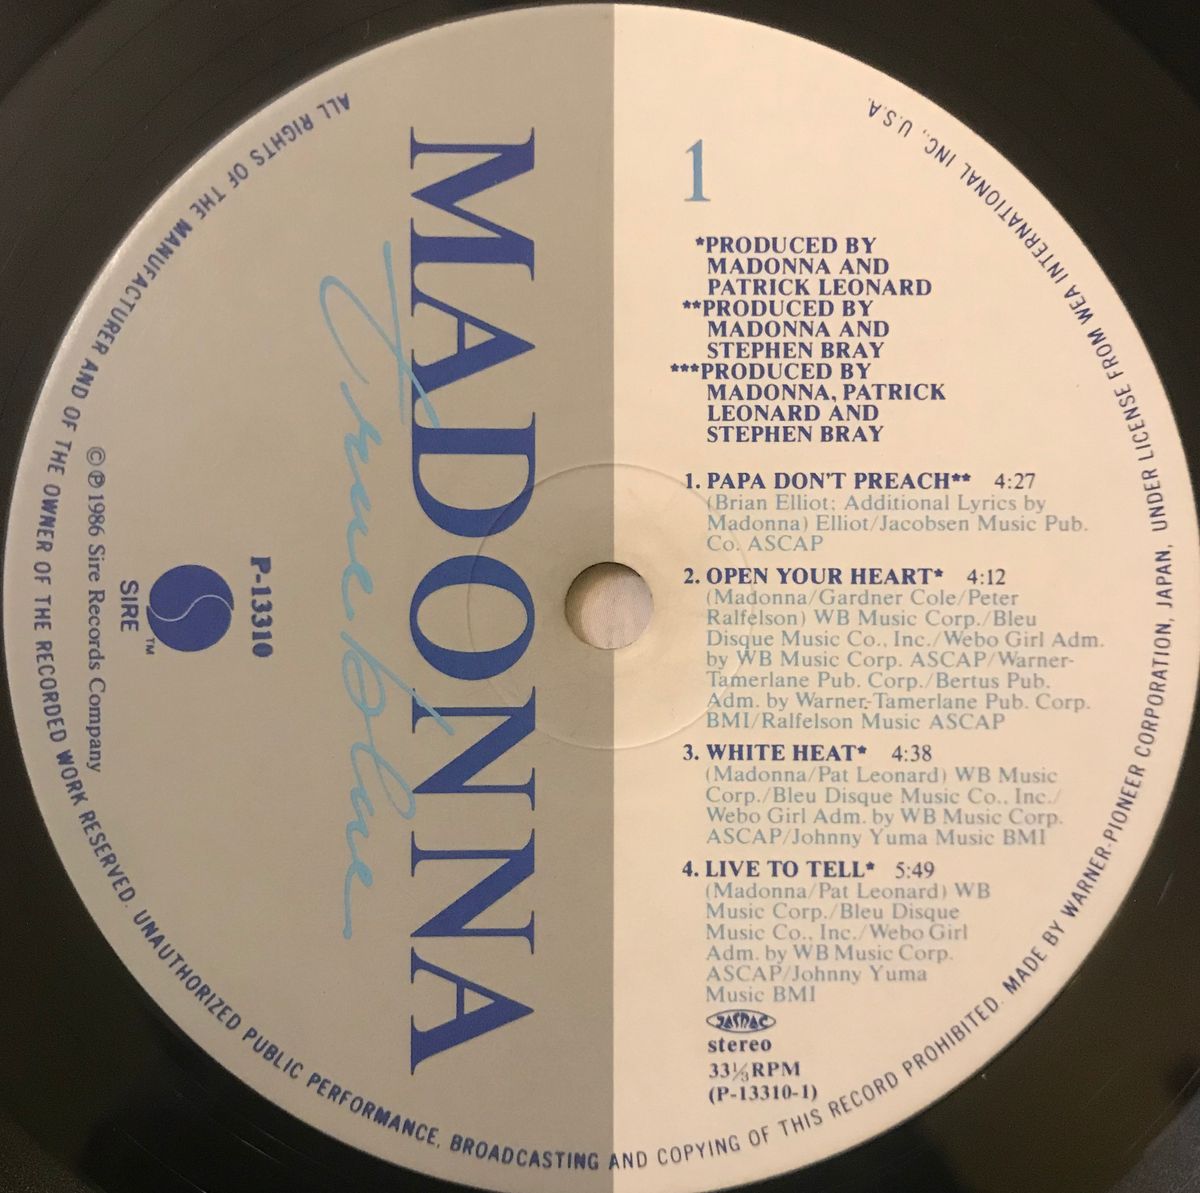 MADONNA
True blue
P-13310
SIRE
™
©℗1986 Sire Records Company
1
*PRODUCED BY
MADONNA AND
PATRICK LEONARD
**PRODUCED BY
MADONNA AND
STEPHEN BRAY
***PRODUCED BY
MADONNA, PATRICK
LEONARD AND
STEPHEN BRAY
1. PAPA DON'T PREACH** 4:27
(Brian Elliot; Additional Lyrics by
Madonna) Elliot/Jacobsen Music Pub.
Co. ASCAP
2. OPEN YOUR HEART* 4:12
(Madonna/Gardner Cole/Peter
Ralfelson) WB Music Corp./Bleu
Disque Music Co., Inc./Webo Girl Adm.
by WB Music Corp. ASCAP/Warner-
Tamerlane Pub. Corp./Bertus Pub.
Adm. by Warner-Tamerlane Pub. Corp.
BMI/Ralfelson Music ASCAP
3. WHITE HEAT* 4:38
(Madonna/Pat Leonard) WB Music
Corp./Bleu Disque Music Co., Inc./
Webo Girl Adm. by WB Music Corp.
ASCAP/Johnny Yuma Music BMI
4. LIVE TO TELL* 5:49
(Madonna/Pat Leonard) WB
Music Corp./Bleu Disque
Music Co., Inc./Webo Girl
Adm. by WB Music Corp.
ASCAP/Johnny Yuma
Music BMI
JASRAC
stereo
33⅓RPM
(P-13310-1)
ALL RIGHTS OF THE MANUFACTURER AND OF THE OWNER OF THE RECORDED WORK RESERVED. UNAUTHORIZED PUBLIC PERFORMANCE, BROADCASTING AND COPYING OF THIS RECORD PROHIBITED. MADE BY WARNER-PIONEER CORPORATION, JAPAN, UNDER LICENSE FROM WEA INTERNATIONAL INC., U.S.A.